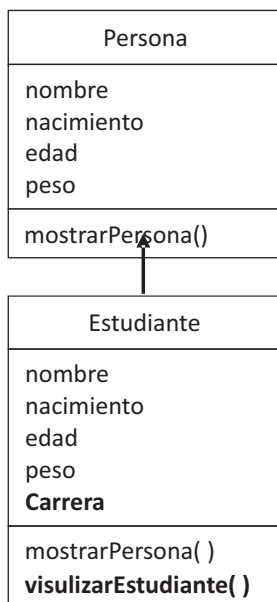 Persona
nombre
nacimiento
edad
peso
mostrarPersona()
Estudiante
nombre
nacimiento
edad
peso
Carrera
mostrarPersona( )
visulizarEstudiante( )